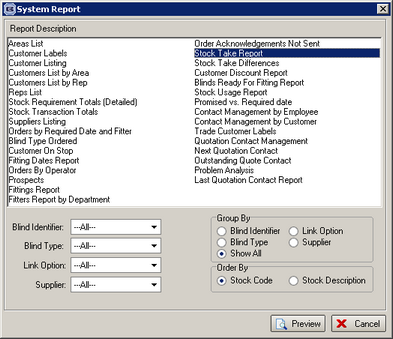 System Report
Report Description
Areas List
Customer Labels
Customer Listing
Customers List by Area
Customers List by Rep
Reps List
Stock Requirement Totals (Detailed)
Stock Transaction Totals
Suppliers Listing
Orders by Required Date and Fitter
Blind Type Ordered
Customer On Stop
Fitting Dates Report
Orders By Operator
Prospects
Fittings Report
Fitters Report by Department
Order Acknowledgements Not Sent
Stock Take Report
Stock Take Differences
Customer Discount Report
Blinds Ready For Fitting Report
Stock Usage Report
Promised vs. Required date
Contact Management by Employee
Contact Management by Customer
Trade Customer Labels
Quotation Contact Management
Next Quotation Contact
Outstanding Quote Contact
Problem Analysis
Last Quotation Contact Report
Blind Identifier: ---All---
Blind Type: ---All---
Link Option: ---All---
Supplier: ---All---
Group By
Blind Identifier Link Option
Blind Type Supplier
Show All
Order By
Stock Code Stock Description
Preview Cancel